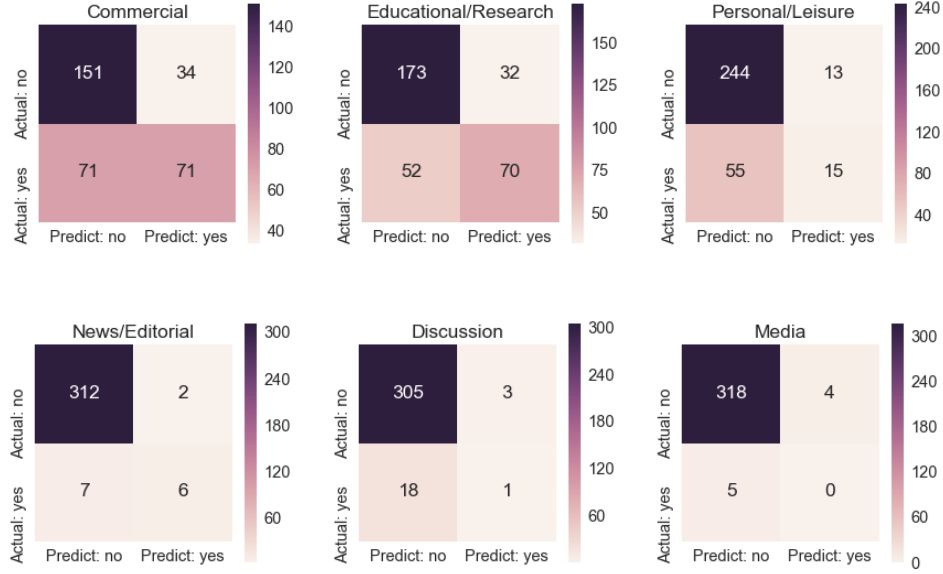 Commercial
Actual: no
151
34
Actual: yes
71
71
Predict: no
Predict: yes
140
120
100
80
60
40
Educational/Research
Actual: no
173
32
Actual: yes
52
70
Predict: no
Predict: yes
150
125
100
75
50
Personal/Leisure
Actual: no
244
13
Actual: yes
55
15
Predict: no
Predict: yes
240
200
160
120
80
40
News/Editorial
Actual: no
312
2
Actual: yes
7
6
Predict: no
Predict: yes
300
240
180
120
60
Discussion
Actual: no
305
3
Actual: yes
18
1
Predict: no
Predict: yes
300
240
180
120
60
Media
Actual: no
318
4
Actual: yes
5
0
Predict: no
Predict: yes
300
240
180
120
60
0